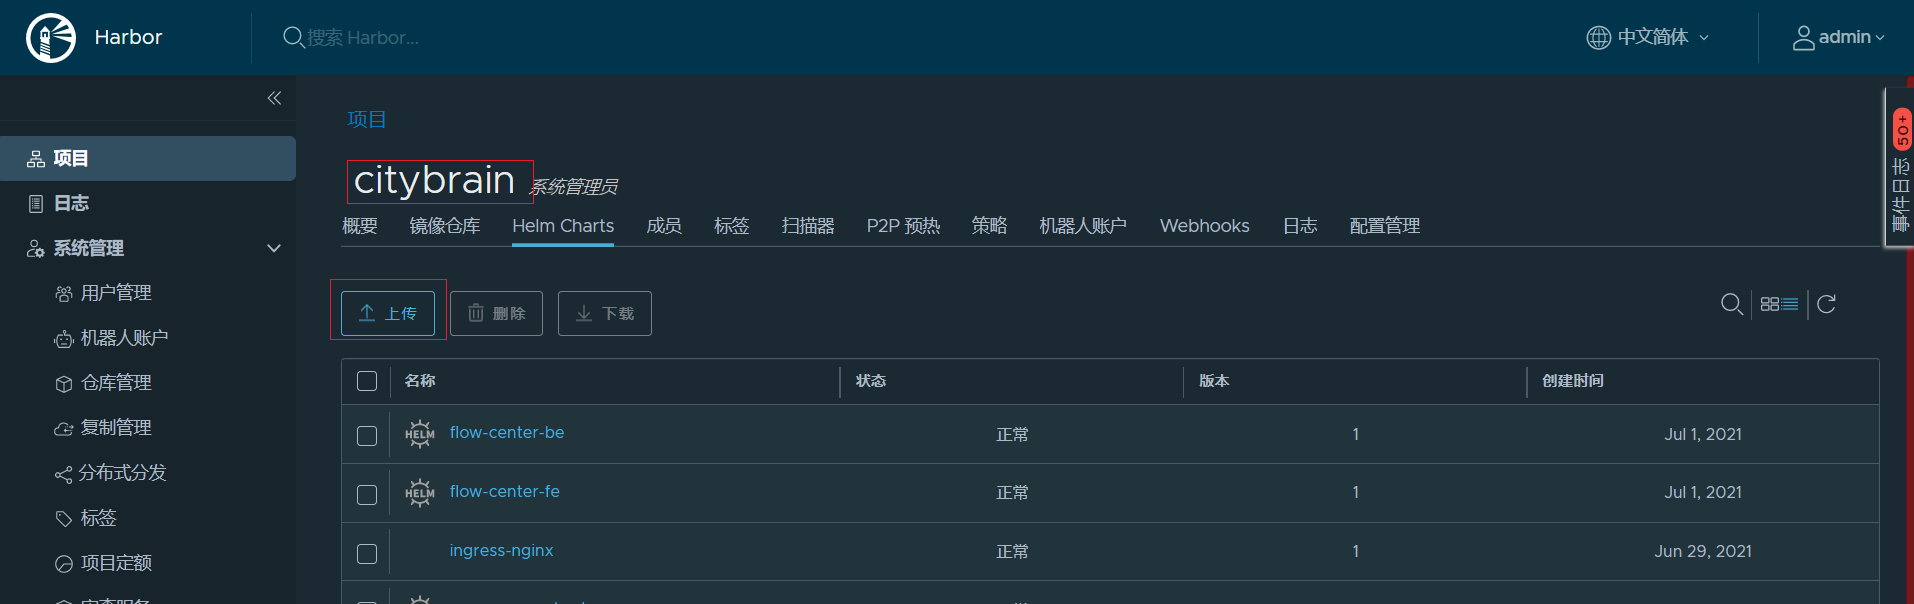 Harbor
搜索 Harbor...
中文简体
admin
项目
日志
系统管理
用户管理
机器人账户
仓库管理
复制管理
分布式分发
标签
项目定额
项目
citybrain 系统管理员
概要 镜像仓库 Helm Charts 成员 标签 扫描器 P2P 预热 策略 机器人账户 Webhooks 日志 配置管理
上传 删除 下载
名称 状态 版本 创建时间
HELM flow-center-be 正常 1 Jul 1, 2021
HELM flow-center-fe 正常 1 Jul 1, 2021
ingress-nginx 正常 1 Jun 29, 2021
事件日志 50+